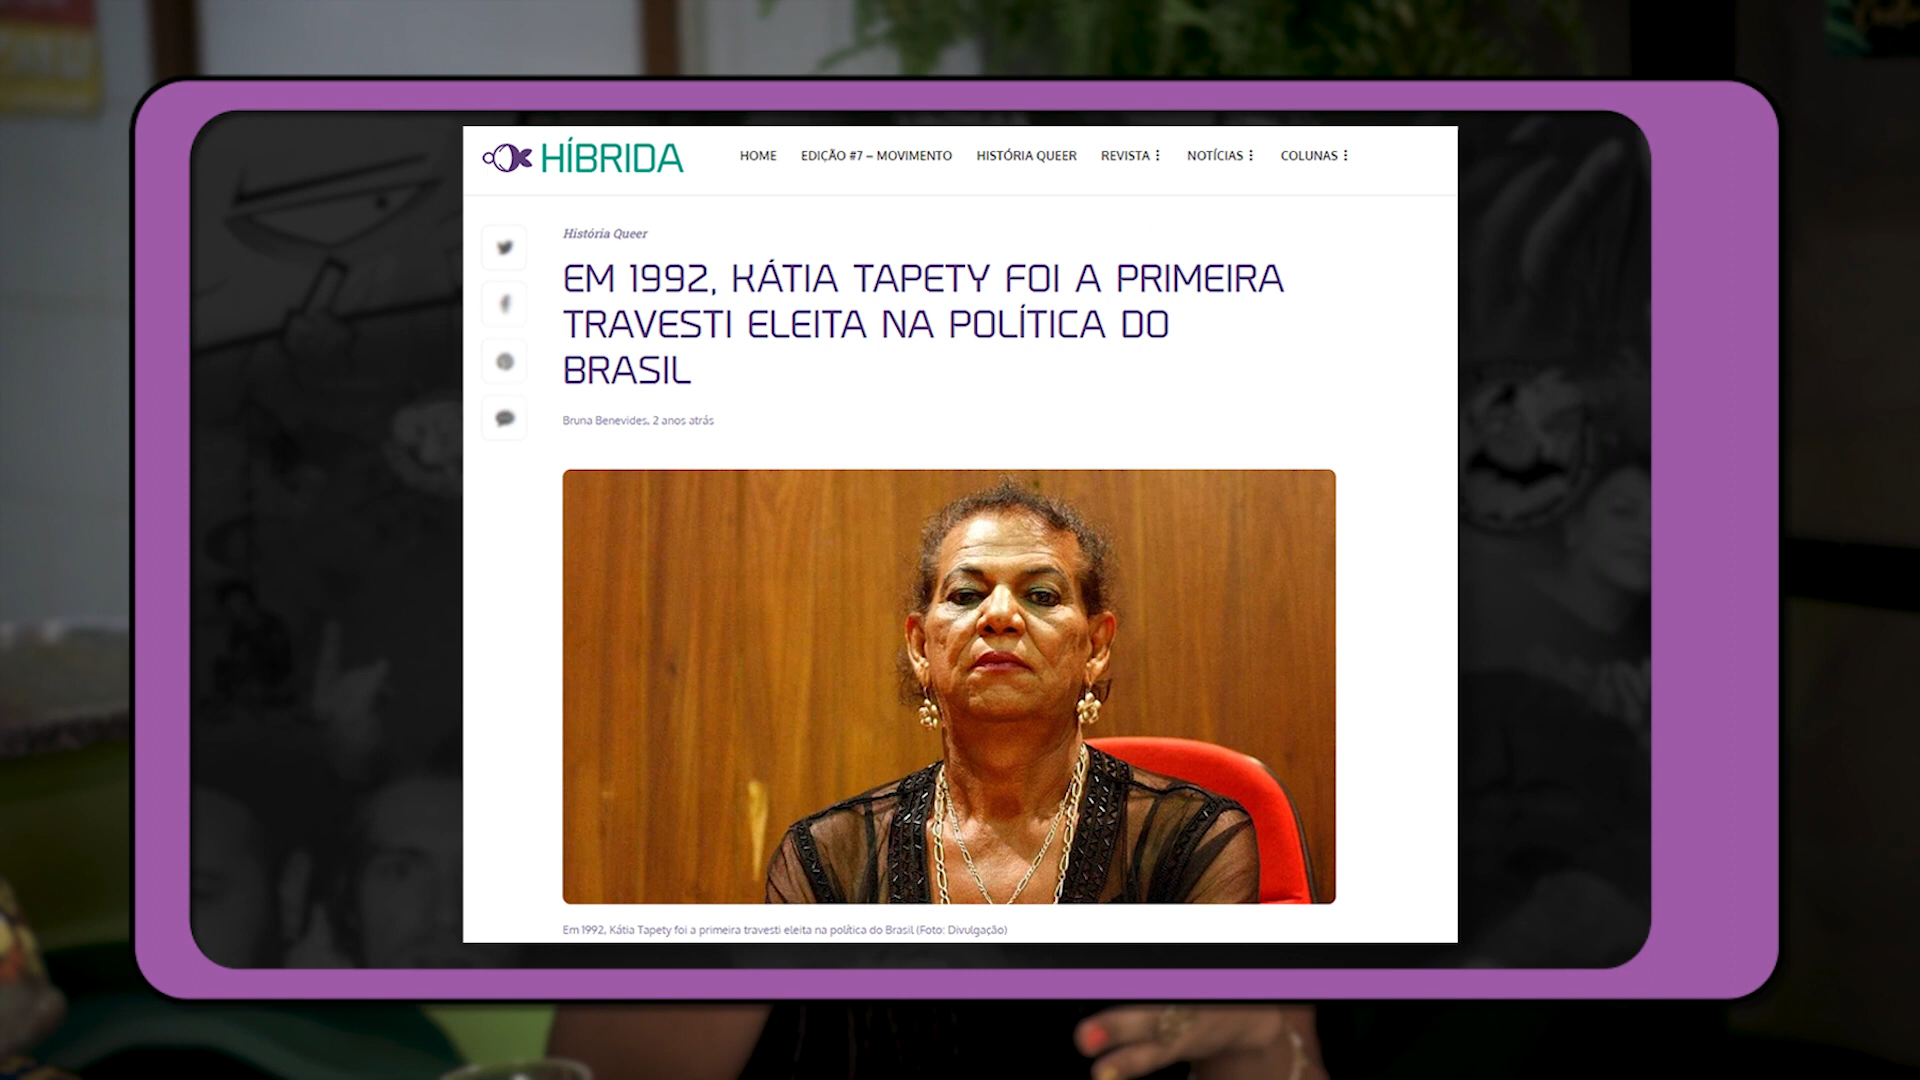 HÍBRIDA
HOME EDIÇÃO #7 – MOVIMENTO HISTÓRIA QUEER REVISTA NOTÍCIAS COLUNAS
História Queer
EM 1992, KÁTIA TAPETY FOI A PRIMEIRA
TRAVESTI ELEITA NA POLÍTICA DO
BRASIL
Bruna Benevides, 2 anos atrás
Em 1992, Kátia Tapety foi a primeira travesti eleita na política do Brasil (Foto: Divulgação)